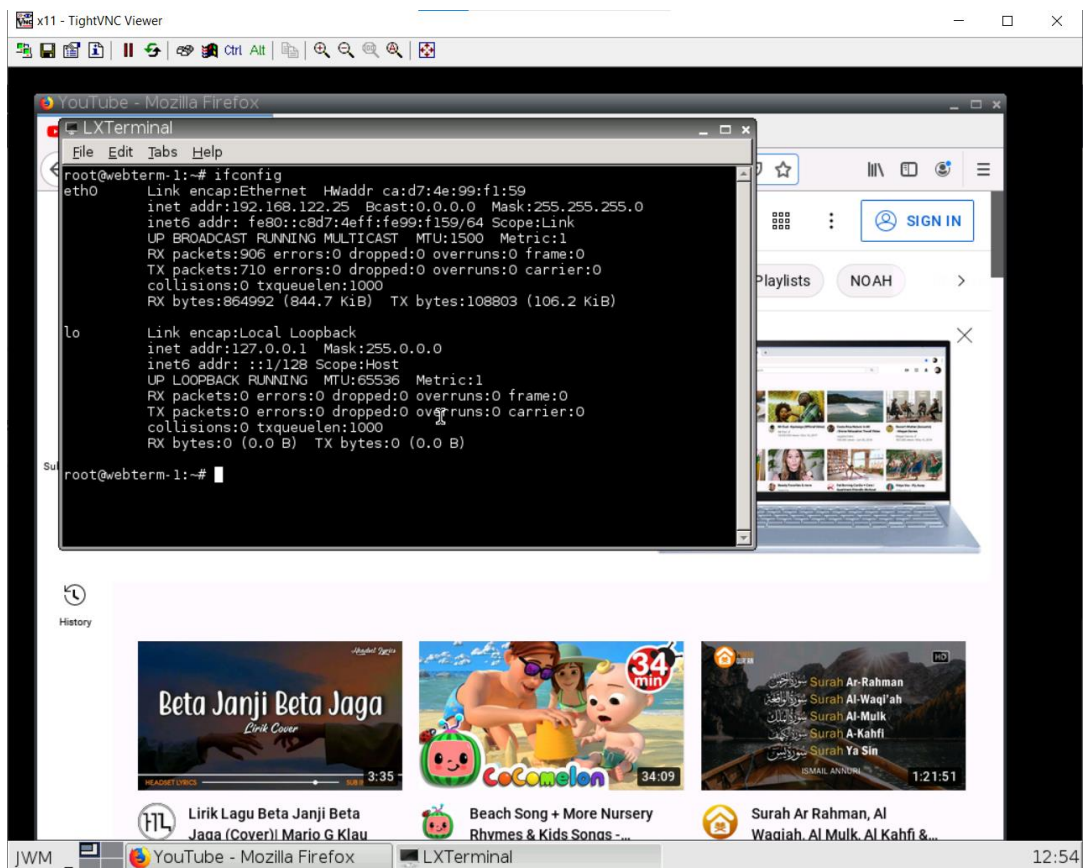 x11 - TightVNC Viewer
Ctrl Alt
YouTube - Mozilla Firefox
LXTerminal
File Edit Tabs Help
root@webterm-1:~# ifconfig
eth0 Link encap:Ethernet HWaddr ca:d7:4e:99:f1:59
inet addr:192.168.122.25 Bcast:0.0.0.0 Mask:255.255.255.0
inet6 addr: fe80::c8d7:4eff:fe99:f159/64 Scope:Link
UP BROADCAST RUNNING MULTICAST MTU:1500 Metric:1
RX packets:906 errors:0 dropped:0 overruns:0 frame:0
TX packets:710 errors:0 dropped:0 overruns:0 carrier:0
collisions:0 txqueuelen:1000
RX bytes:864992 (844.7 KiB) TX bytes:108803 (106.2 KiB)
lo Link encap:Local Loopback
inet addr:127.0.0.1 Mask:255.0.0.0
inet6 addr: ::1/128 Scope:Host
UP LOOPBACK RUNNING MTU:65536 Metric:1
RX packets:0 errors:0 dropped:0 overruns:0 frame:0
TX packets:0 errors:0 dropped:0 overruns:0 carrier:0
collisions:0 txqueuelen:1000
RX bytes:0 (0.0 B) TX bytes:0 (0.0 B)
root@webterm-1:~#
SIGN IN
Playlists NOAH
History
Beta Janji Beta Jaga
Lirik Cover
HEADSET LYRICS
3:35
34 min
CoComelon
34:09
HD
Surah Ar-Rahman
Surah Al-Waqi'ah
Surah Al-Mulk
Surah A-Kahfi
Surah Ya Sin
ISMAIL ANNURI
1:21:51
Lirik Lagu Beta Janji Beta
Jaga (Cover)| Mario G Klau
Beach Song + More Nursery
Rhymes & Kids Songs -...
Surah Ar Rahman, Al
Waqiah, Al Mulk, Al Kahfi &...
JWM
YouTube - Mozilla Firefox
LXTerminal
12:54